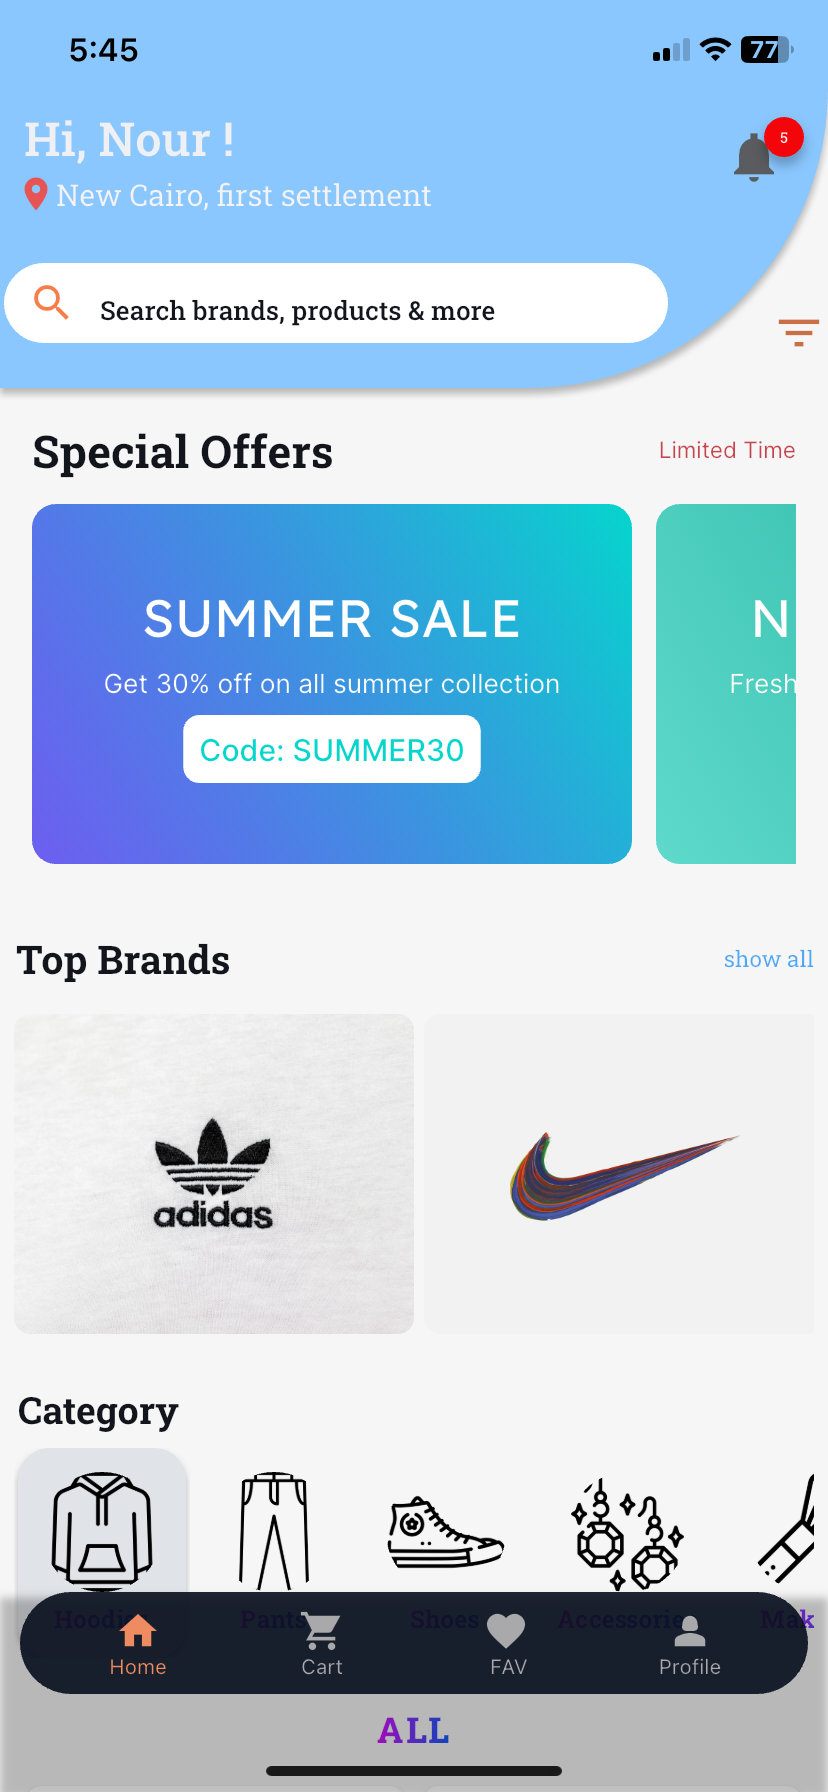 5:45
77
Hi, Nour !
5
New Cairo, first settlement
Search brands, products & more
Special Offers
Limited Time
SUMMER SALE
N
Get 30% off on all summer collection
Fresh
Code: SUMMER30
Top Brands
show all
adidas
Category
Hoodies
Pants
Shoes
Accessorie
Mak
Home
Cart
FAV
Profile
ALL